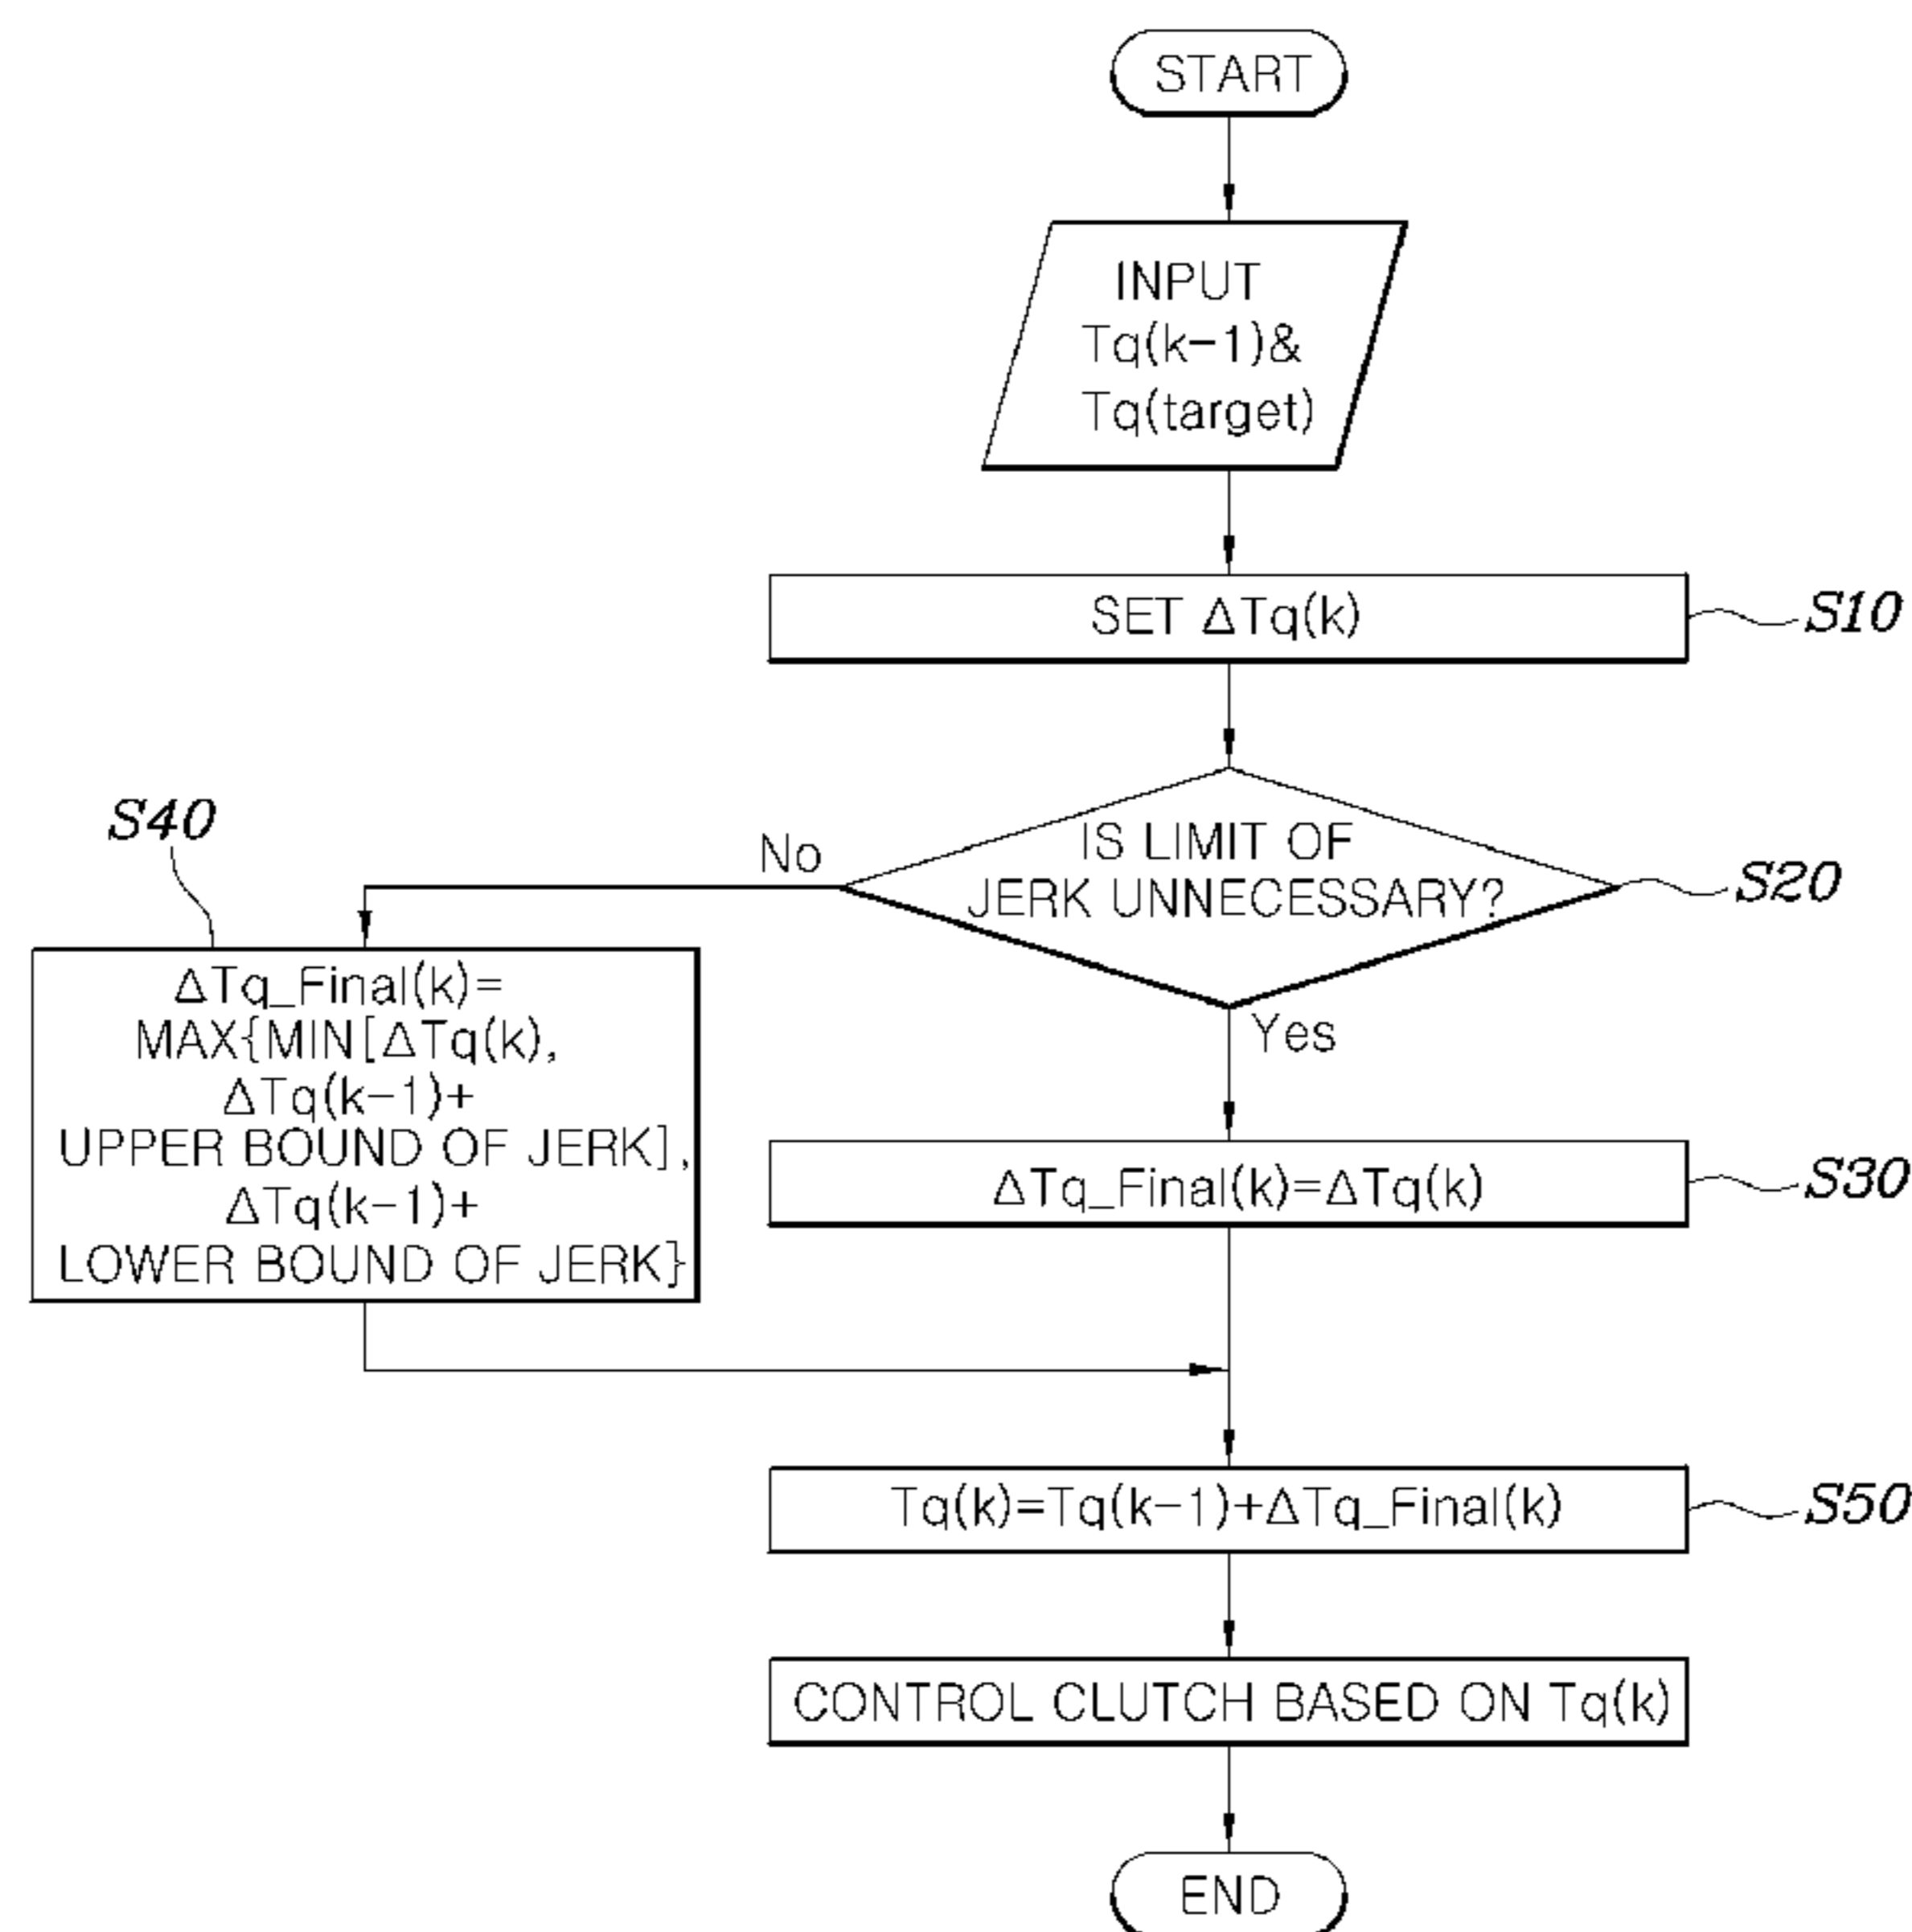 START
INPUT
Tq(k-1)&
Tq(target)
SET ΔTq(k)
S10
IS LIMIT OF
JERK UNNECESSARY?
S20
No
Yes
S40
ΔTq_Final(k)=
MAX{MIN[ΔTq(k),
ΔTq(k-1)+
UPPER BOUND OF JERK],
ΔTq(k-1)+
LOWER BOUND OF JERK}
ΔTq_Final(k)=ΔTq(k)
S30
Tq(k)=Tq(k-1)+ΔTq_Final(k)
S50
CONTROL CLUTCH BASED ON Tq(k)
END